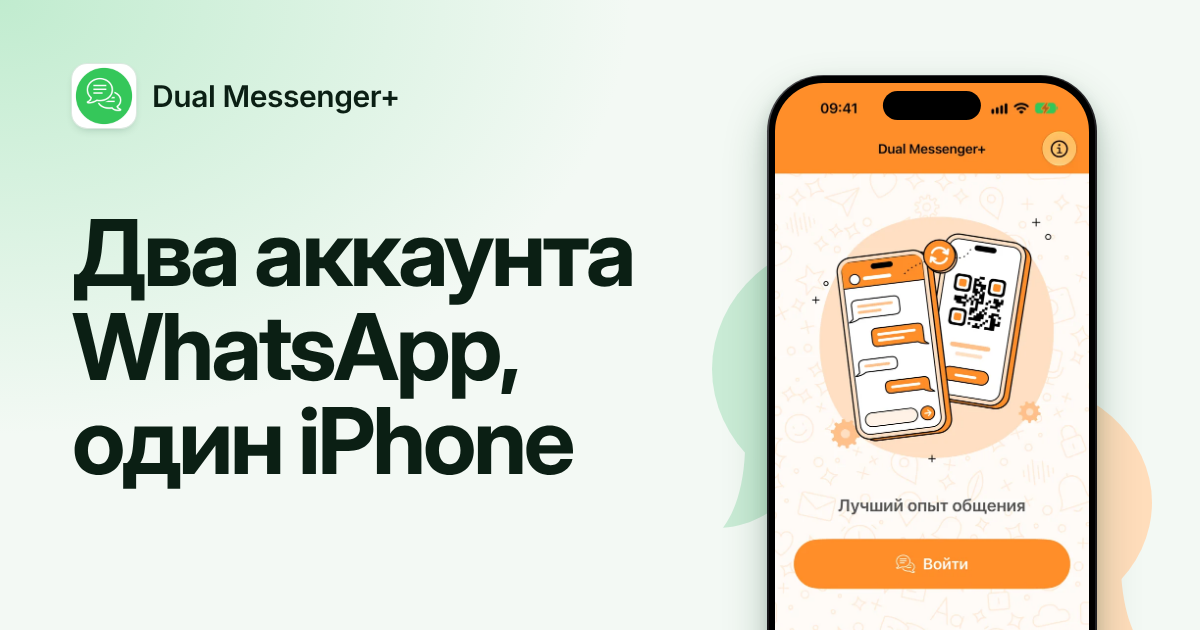 Dual Messenger+
Два аккаунта
WhatsApp,
один iPhone
09:41
Dual Messenger+
Лучший опыт общения
Войти